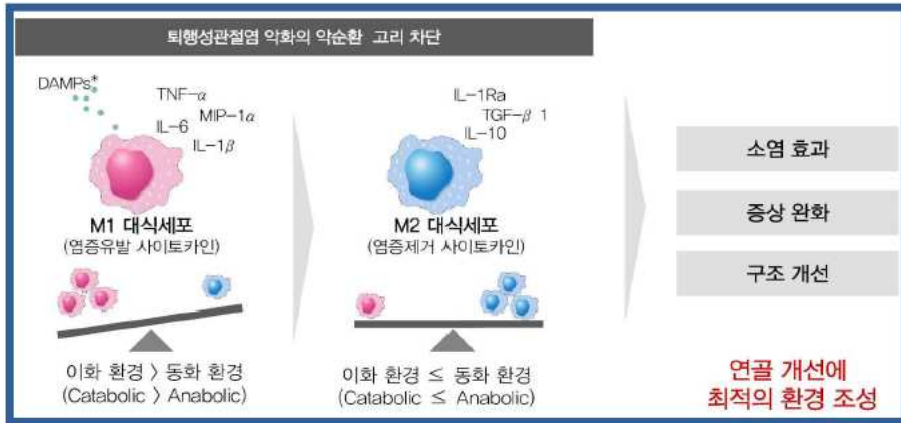 퇴행성관절염 악화의 악순환 고리 차단
DAMPs*
TNF-α
MIP-1α
IL-6
IL-1β
M1 대식세포
(염증유발 사이토카인)
이화 환경 > 동화 환경
(Catabolic > Anabolic)
IL-1Ra
TGF-β 1
IL-10
M2 대식세포
(염증제거 사이토카인)
이화 환경 ≤ 동화 환경
(Catabolic ≤ Anabolic)
소염 효과
증상 완화
구조 개선
연골 개선에
최적의 환경 조성